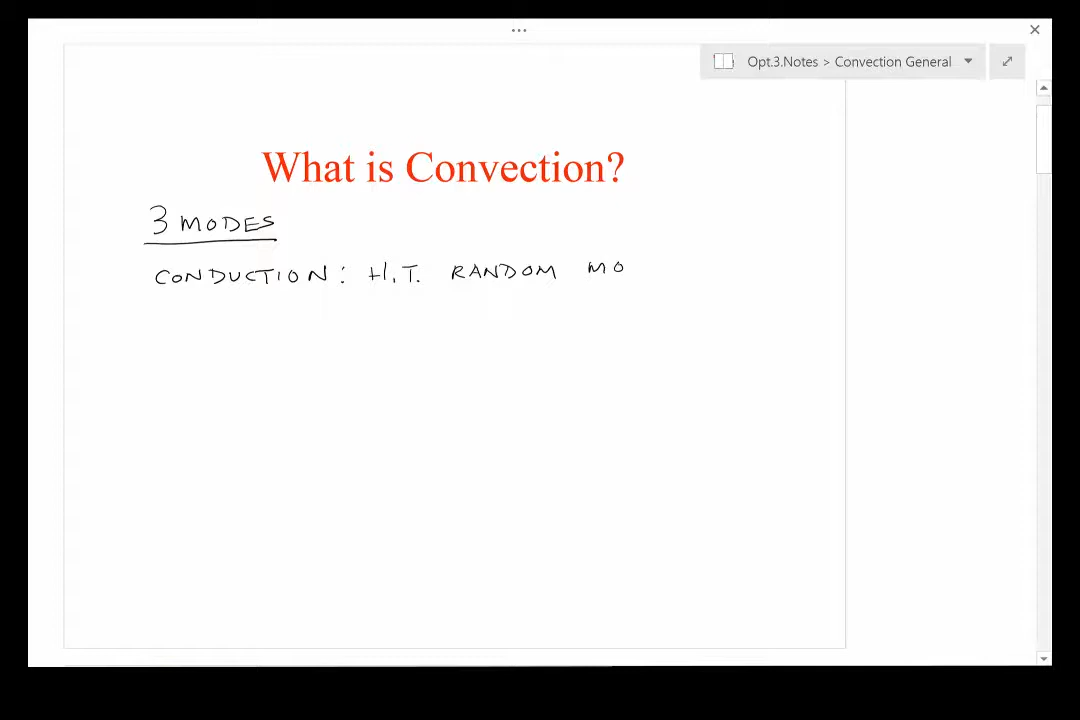 Opt.3.Notes > Convection General
What is Convection?
3 MODES
CONDUCTION: H.T. RANDOM MO